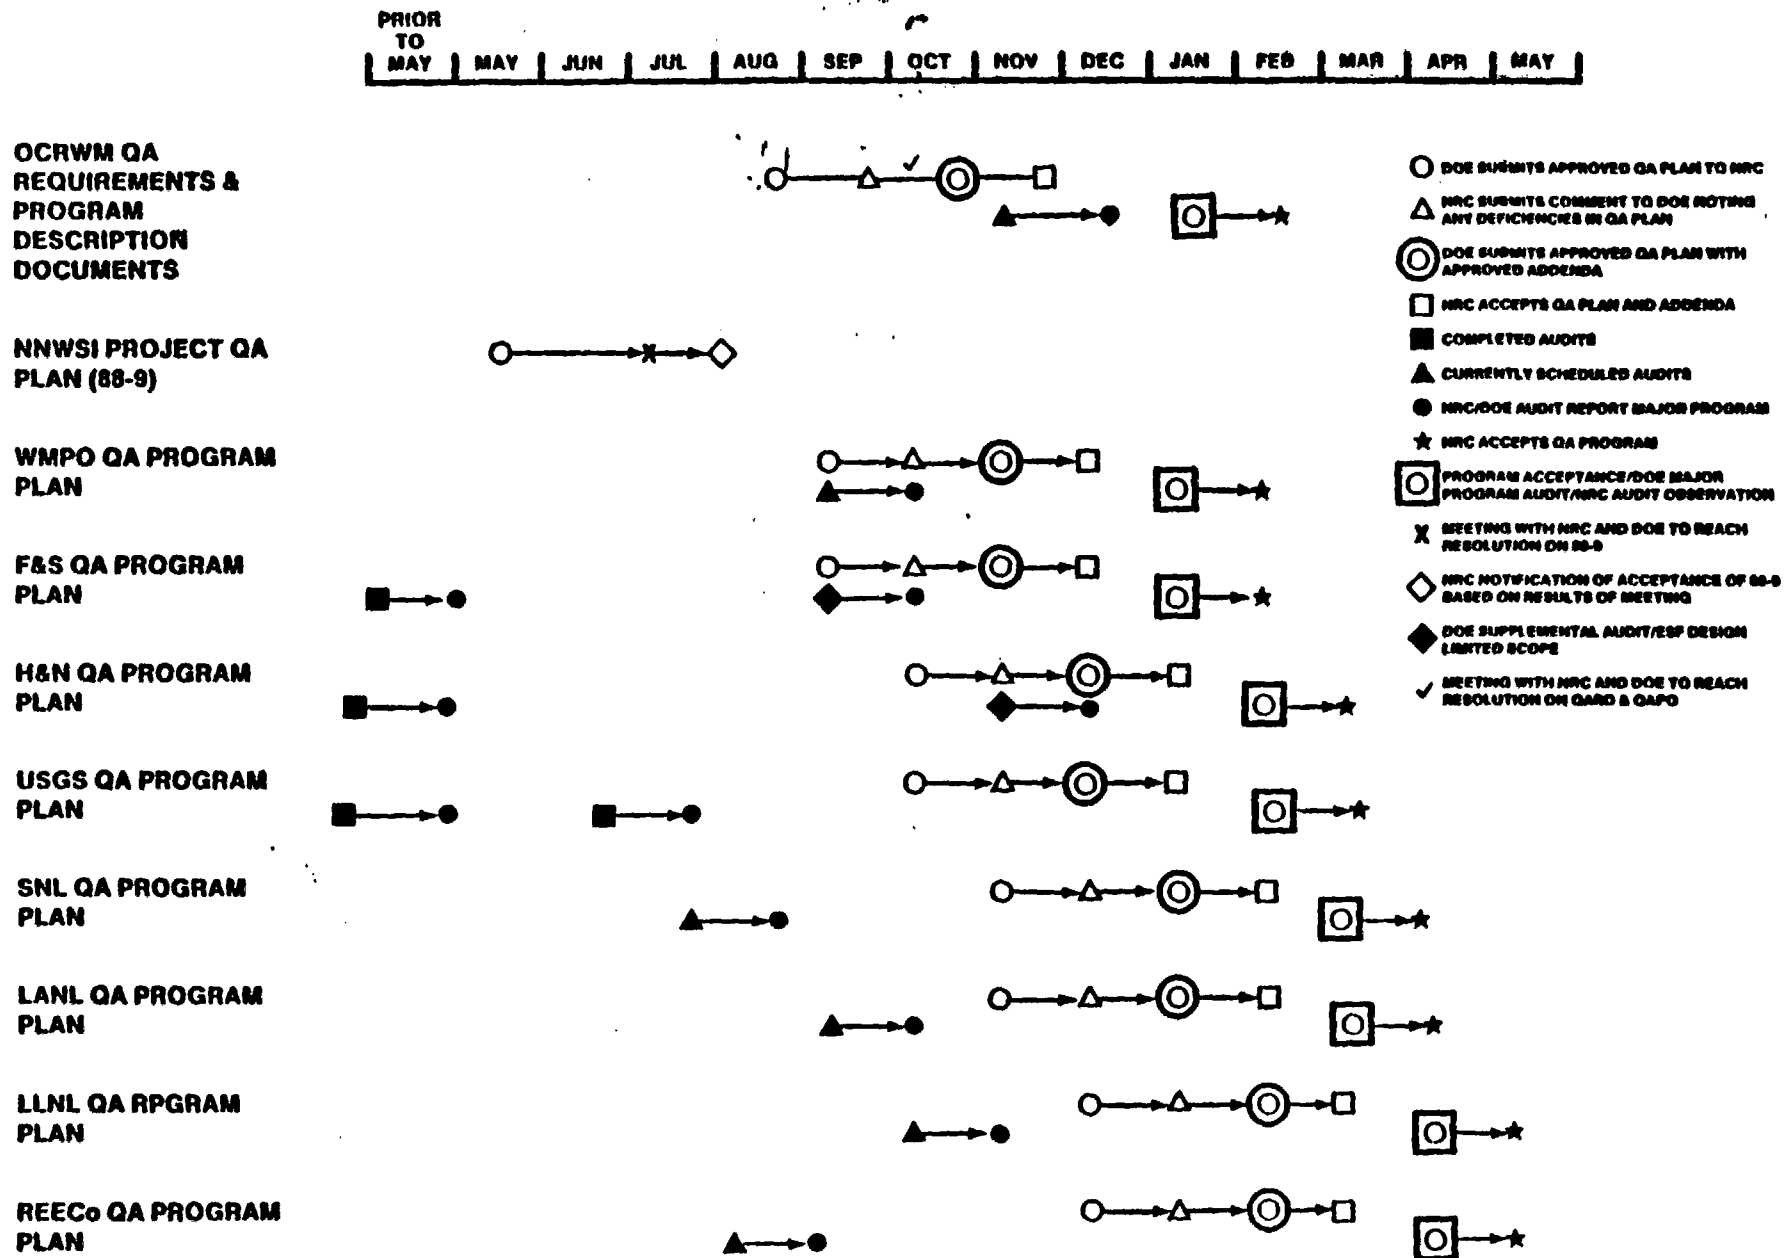 PRIOR
TO
MAY | MAY | JUN | JUL | AUG | SEP | OCT | NOV | DEC | JAN | FEB | MAR | APR | MAY
OCRWM QA
REQUIREMENTS &
PROGRAM
DESCRIPTION
DOCUMENTS
NNWSI PROJECT QA
PLAN (88-9)
WMPO QA PROGRAM
PLAN
F&S QA PROGRAM
PLAN
H&N QA PROGRAM
PLAN
USGS QA PROGRAM
PLAN
SNL QA PROGRAM
PLAN
LANL QA PROGRAM
PLAN
LLNL QA RPGRAM
PLAN
REECo QA PROGRAM
PLAN
DOE SUBMITS APPROVED QA PLAN TO NRC
NRC SUBMITS COMMENT TO DOE NOTING
ANY DEFICIENCIES IN QA PLAN
DOE SUBMITS APPROVED QA PLAN WITH
APPROVED ADDENDA
NRC ACCEPTS QA PLAN AND ADDENDA
COMPLETED AUDITS
CURRENTLY SCHEDULED AUDITS
NRC/DOE AUDIT REPORT MAJOR PROGRAM
NRC ACCEPTS QA PROGRAM
PROGRAM ACCEPTANCE/DOE MAJOR
PROGRAM AUDIT/NRC AUDIT OBSERVATION
MEETING WITH NRC AND DOE TO REACH
RESOLUTION ON 88-9
NRC NOTIFICATION OF ACCEPTANCE OF 88-9
BASED ON RESULTS OF MEETING
DOE SUPPLEMENTAL AUDIT/ESF DESIGN
LIMITED SCOPE
MEETING WITH NRC AND DOE TO REACH
RESOLUTION ON QARD & QAPD